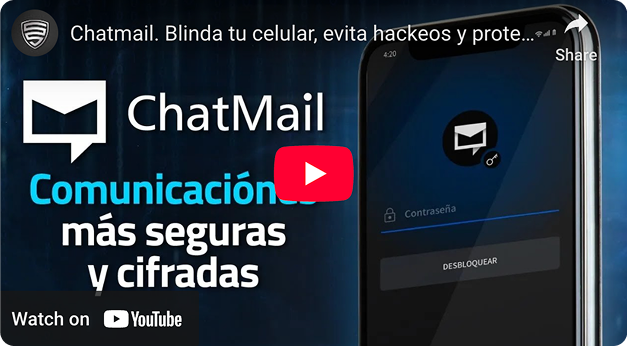 Chatmail. Blinda tu celular, evita hackeos y prote...
Share
4:20
ChatMail
Comunicaciónes
más seguras
y cifradas
Contraseña
DESBLOQUEAR
Watch on YouTube